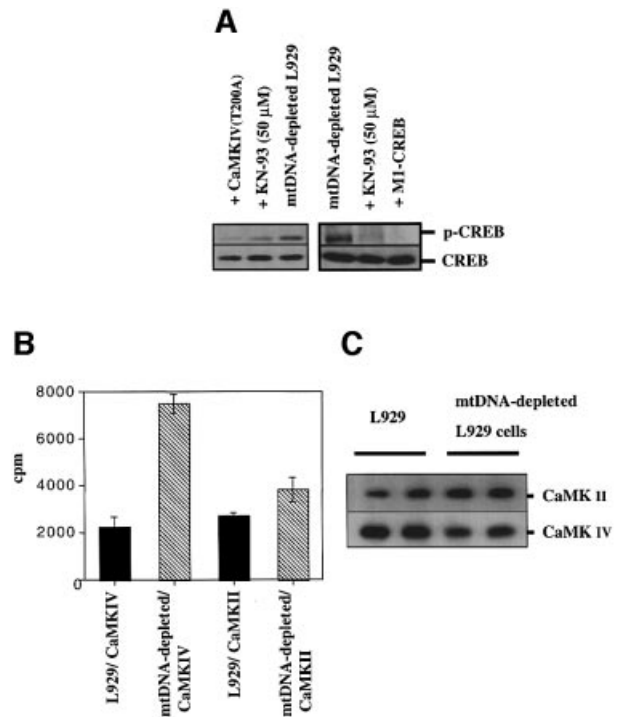 A
+ CaMKIV(T200A)
+ KN-93 (50 μM)
mtDNA-depleted L929
mtDNA-depleted L929
+ KN-93 (50 μM)
+ M1-CREB
p-CREB
CREB
B
8000
6000
4000
2000
0
cpm
L929/ CaMKIV
mtDNA-depleted/
CaMKIV
L929/ CaMKII
mtDNA-depleted/
CaMKII
C
L929
mtDNA-depleted
L929 cells
CaMK II
CaMK IV